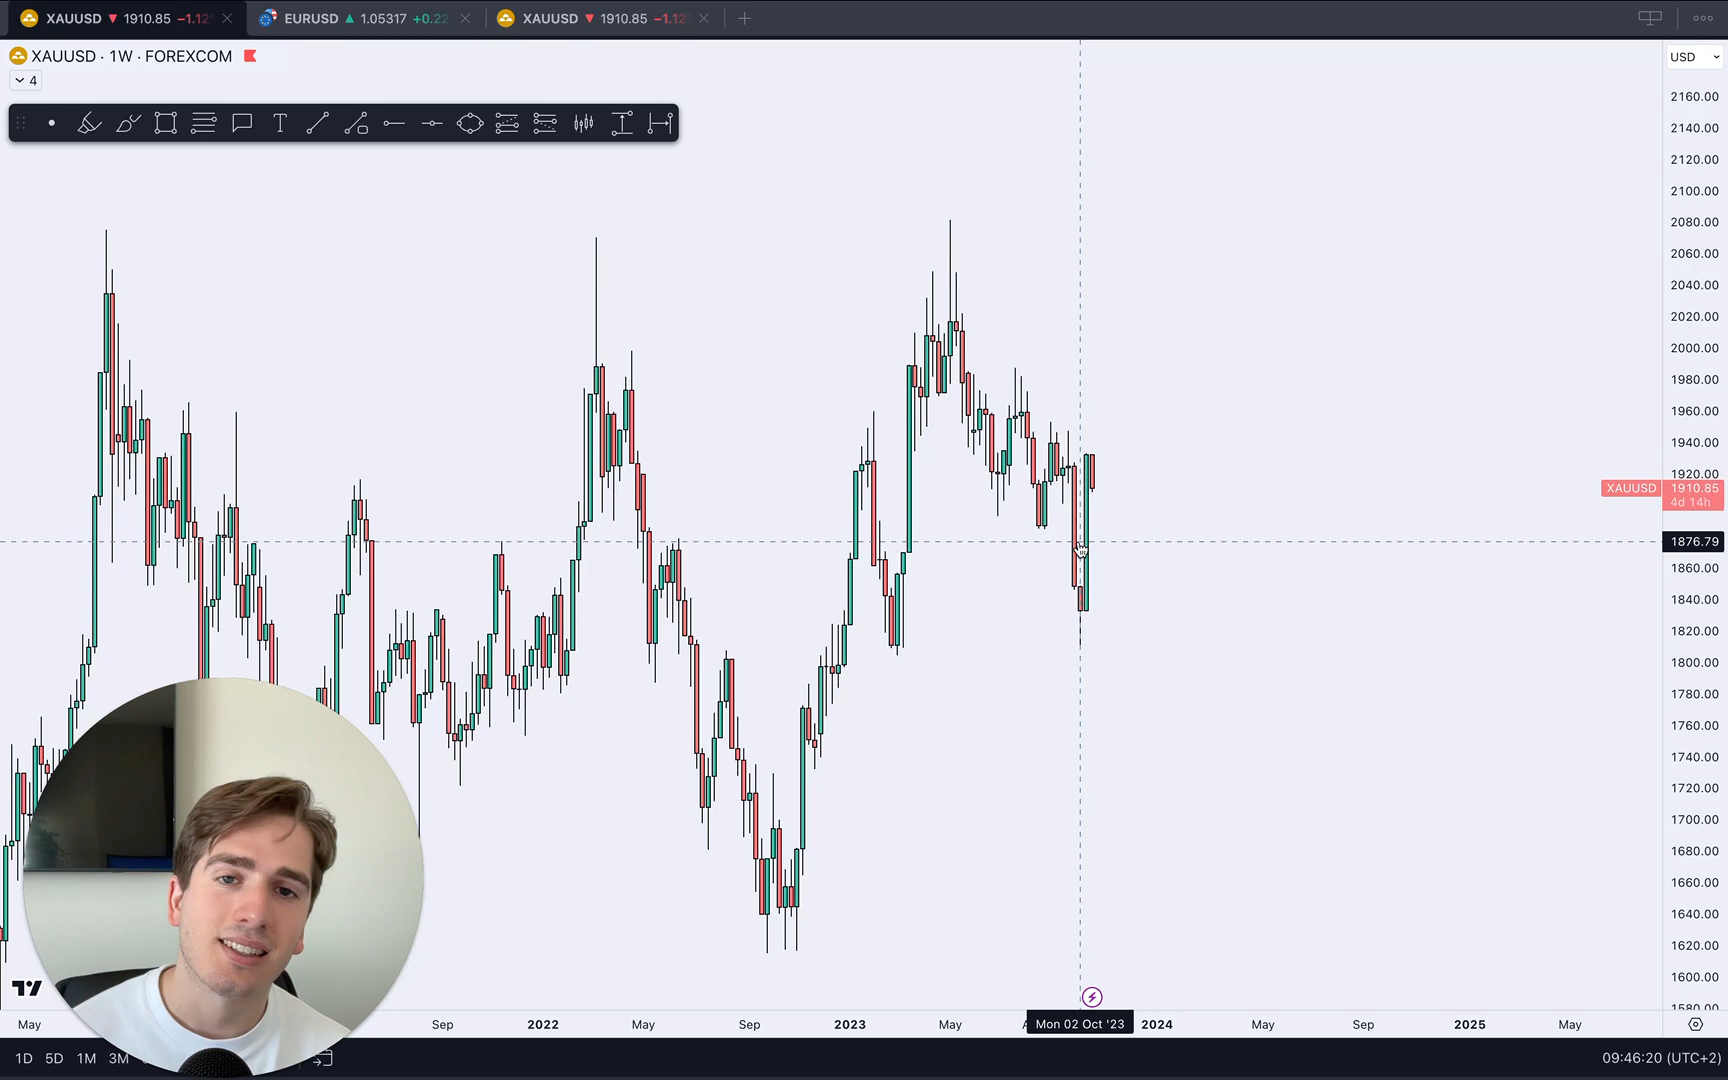 XAUUSD ▼ 1910.85 −1.12
EURUSD ▲ 1.05317 +0.22
XAUUSD ▼ 1910.85 −1.12
XAUUSD · 1W · FOREXCOM
4
T
USD
2160.00
2140.00
2120.00
2100.00
2080.00
2060.00
2040.00
2020.00
2000.00
1980.00
1960.00
1940.00
1920.00
XAUUSD 1910.85
4d 14h
1876.79
1860.00
1840.00
1820.00
1800.00
1780.00
1760.00
1740.00
1720.00
1700.00
1680.00
1660.00
1640.00
1620.00
1600.00
1580.00
May Sep 2022 May Sep 2023 May Mon 02 Oct '23 2024 May Sep 2025 May
1D 5D 1M 3M
09:46:20 (UTC+2)